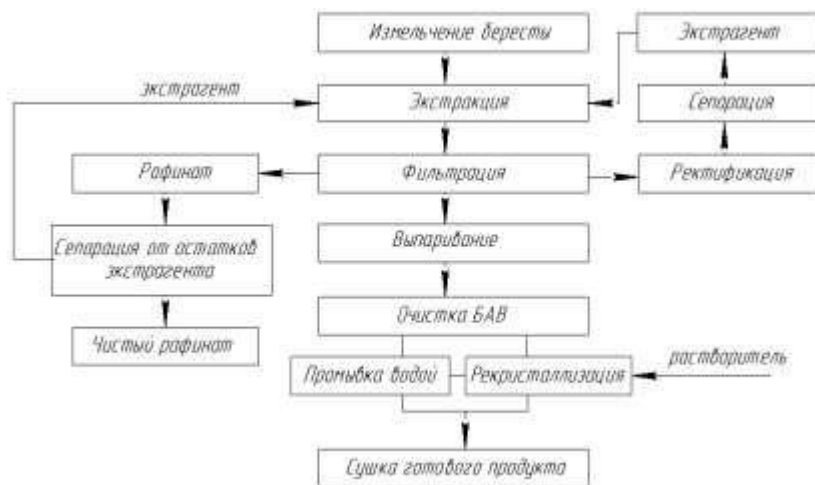 Измельчение бересты
Экстрагент
экстрагент
Экстракция
Сепарация
Рафинат
Фильтрация
Ректификация
Сепарация от остатков
экстрагента
Выпаривание
Очистка БАВ
Чистый рафинат
Промывка водой
Рекристаллизация
растворитель
Сушка готового продукта